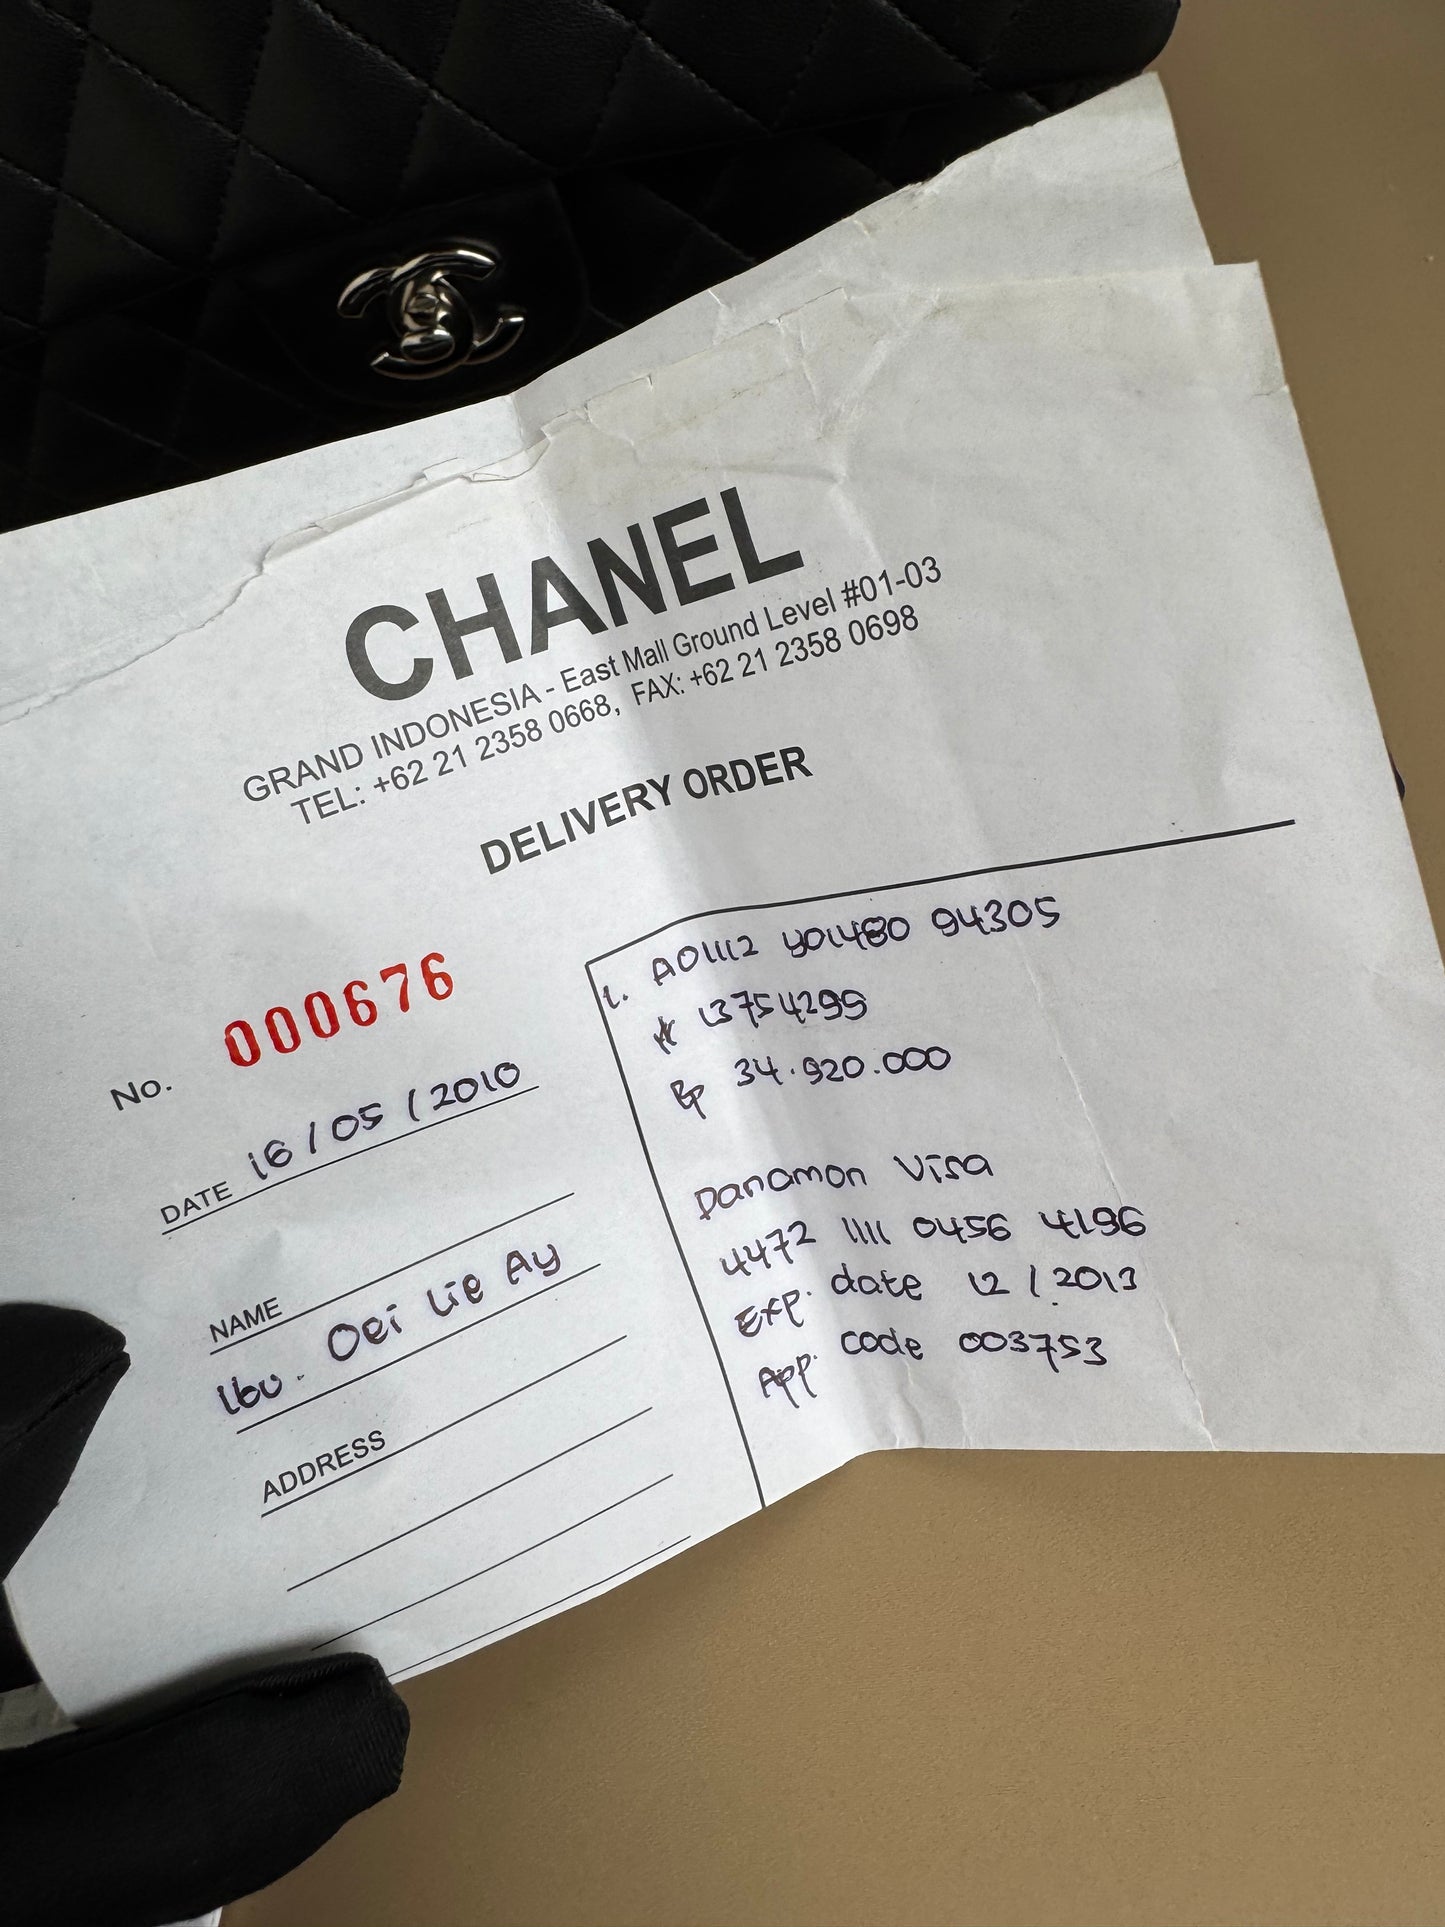 CHANEL
GRAND INDONESIA - East Mall Ground Level #01-03
TEL: +62 21 2358 0668, FAX: +62 21 2358 0698
DELIVERY ORDER
No. 000676
DATE 16/05/2010
NAME
Ibu. Oei Lie Ay
ADDRESS
1. A01112 Y01480 94305
# 13754299
Rp 34.920.000
Danamon Visa
4472 1111 0456 4196
Exp. date 12/2013
App. code 003753